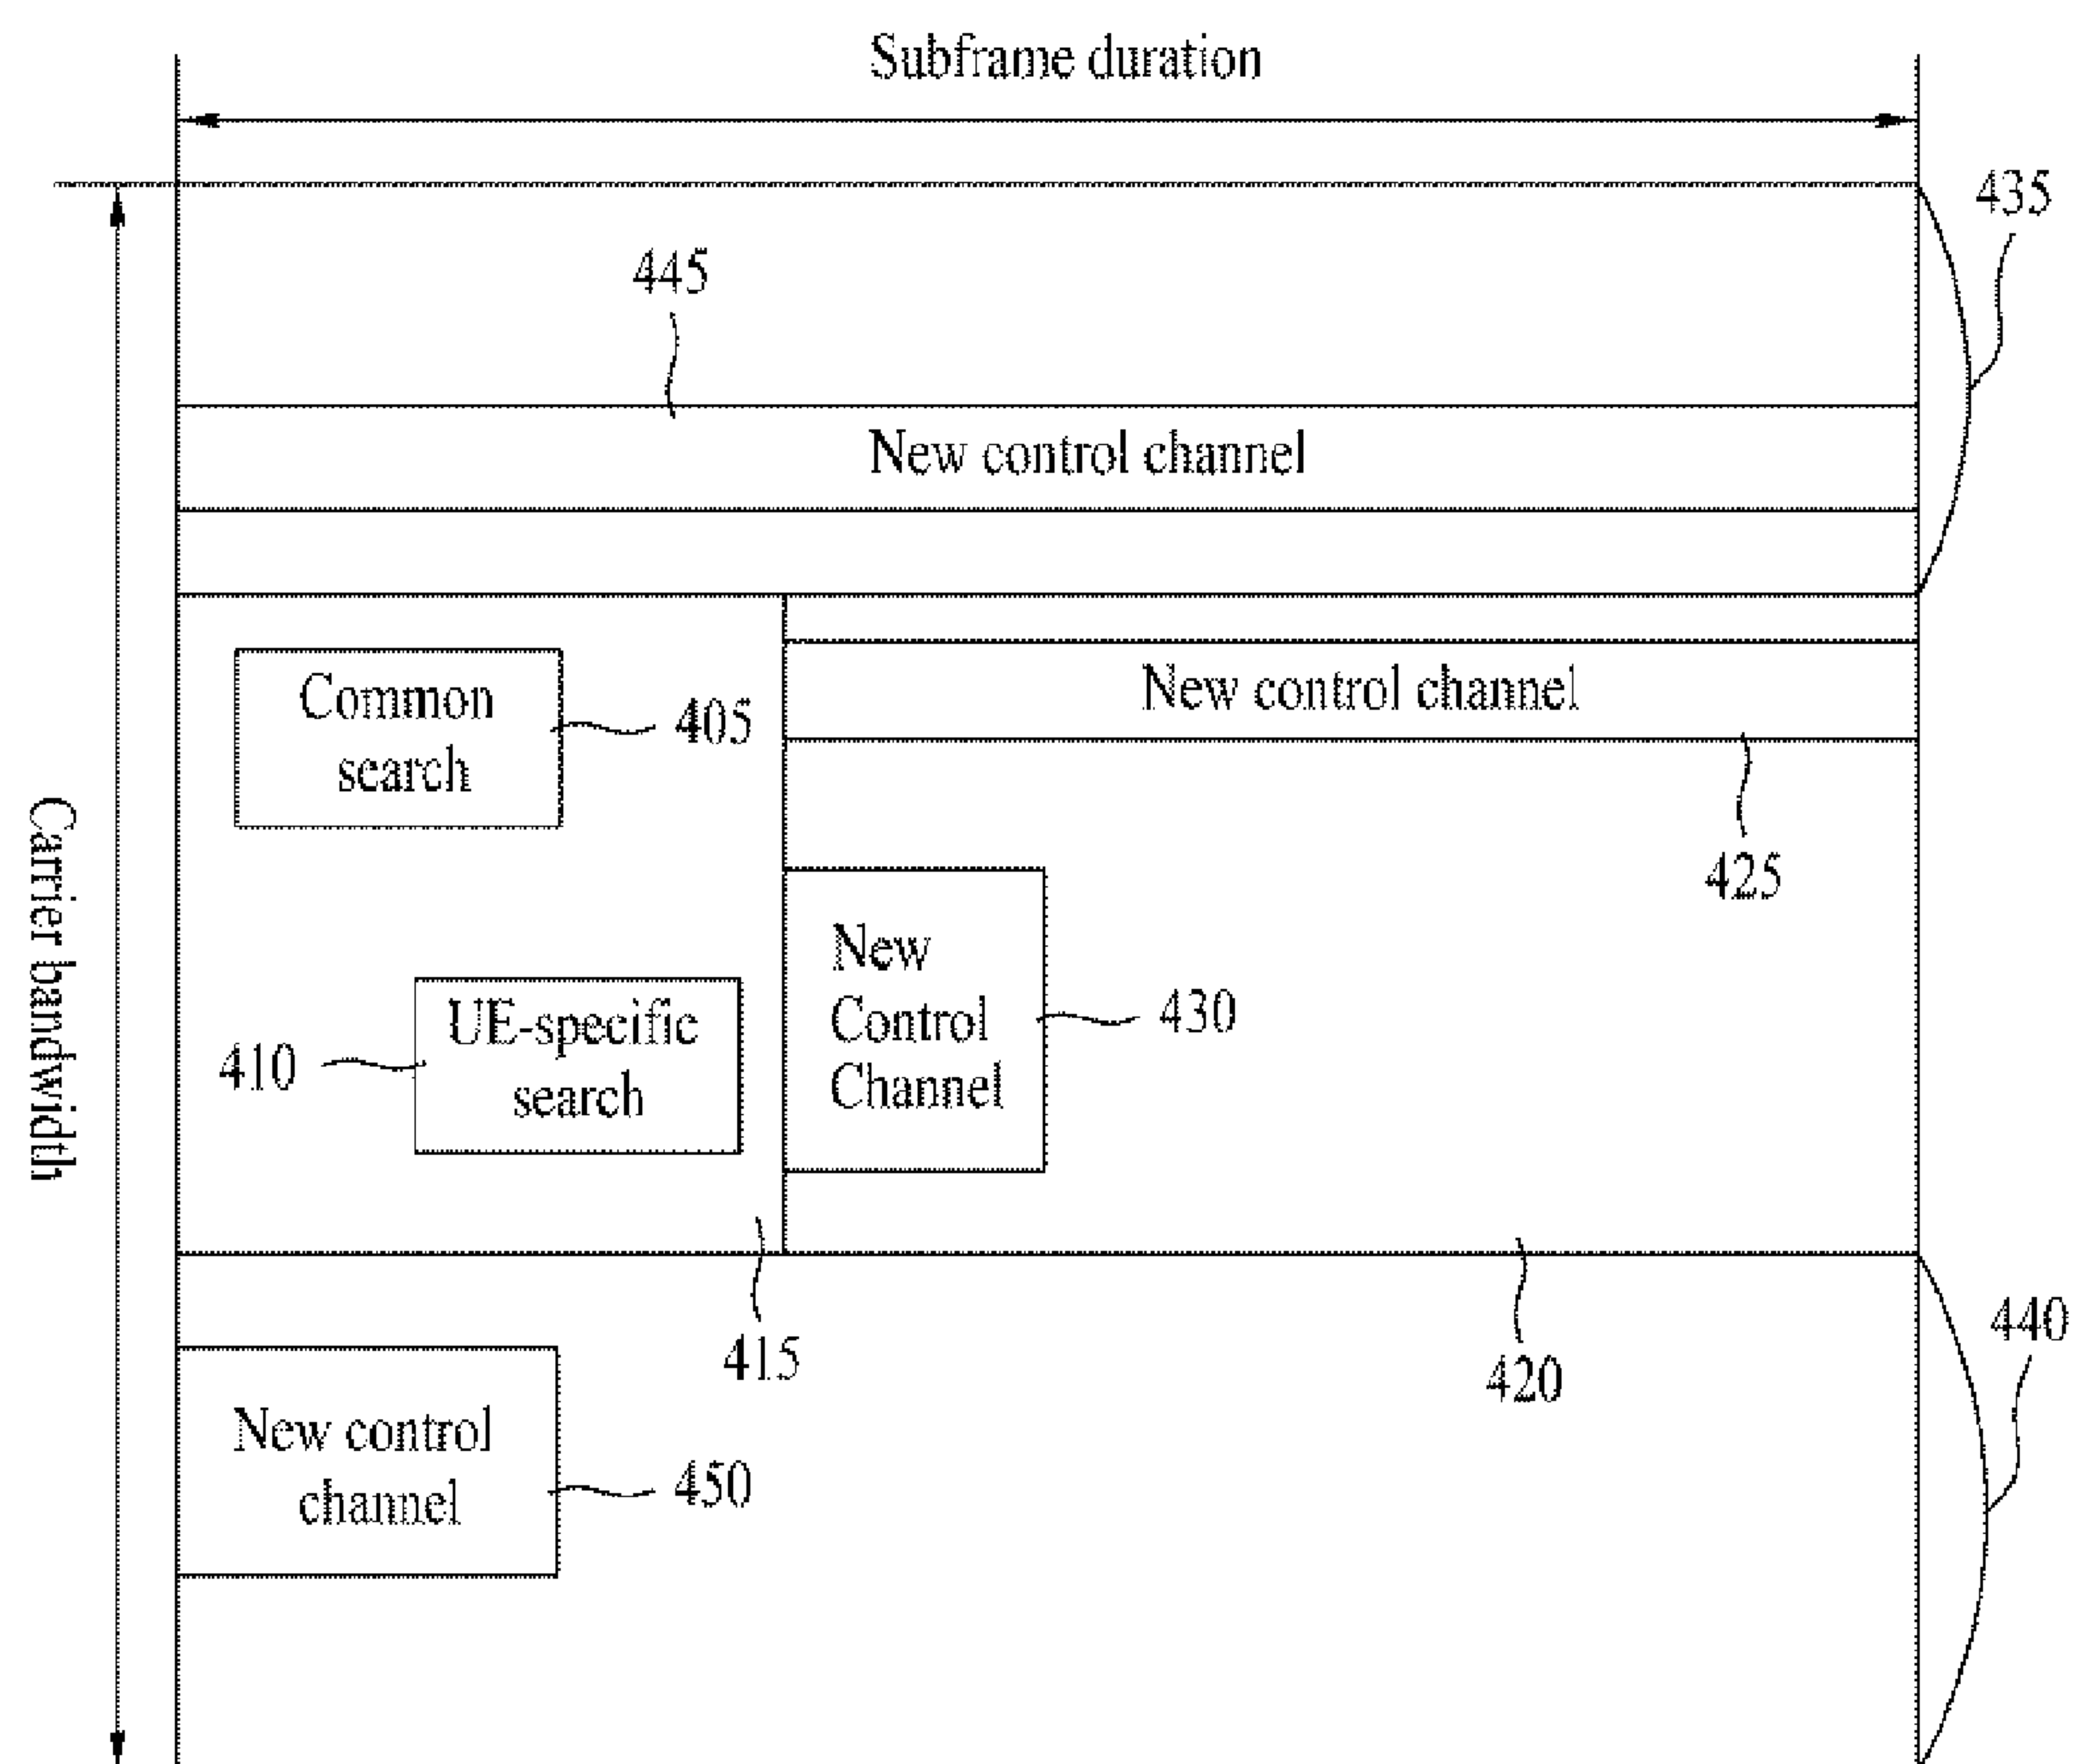 Subframe duration
435
445
New control channel
Common
search
405
New control channel
425
Carrier bandwidth
New
Control
Channel
430
UE-specific
search
410
415
420
440
New control
channel
450